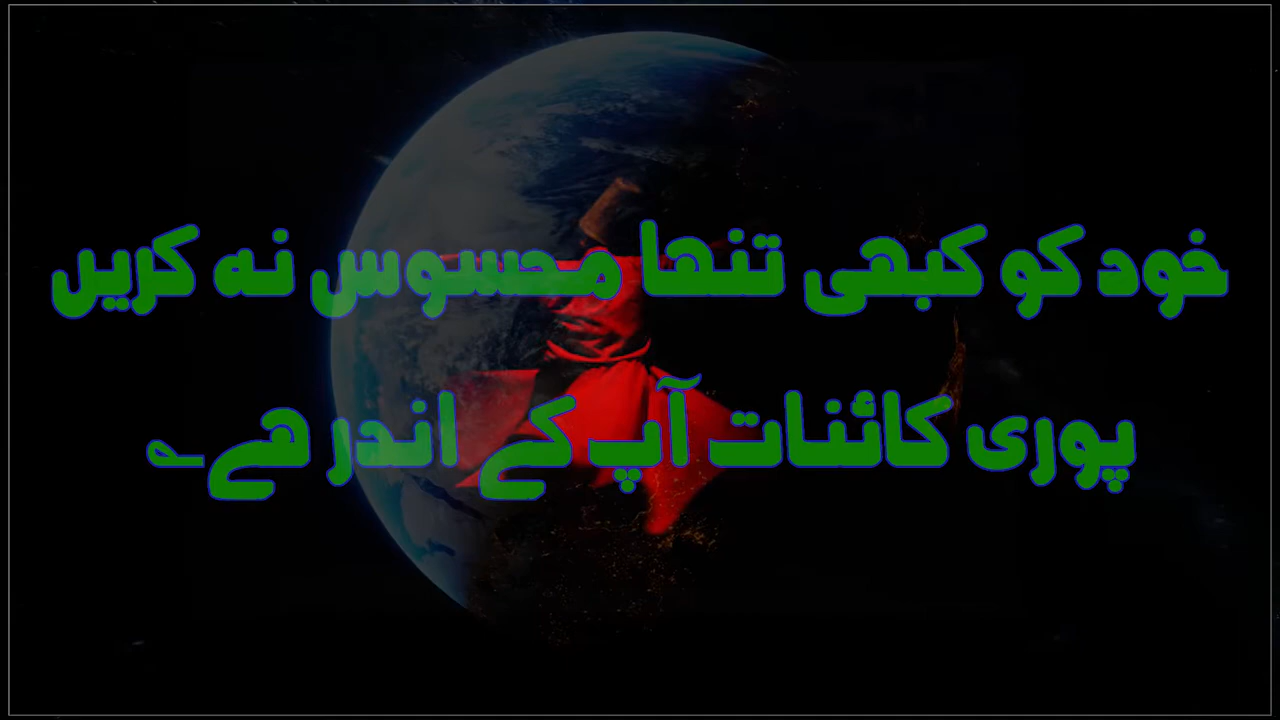 خود کو کبھی تنھا محسوس نہ کریں
پوری کائنات آپ کے اندر ھے؎